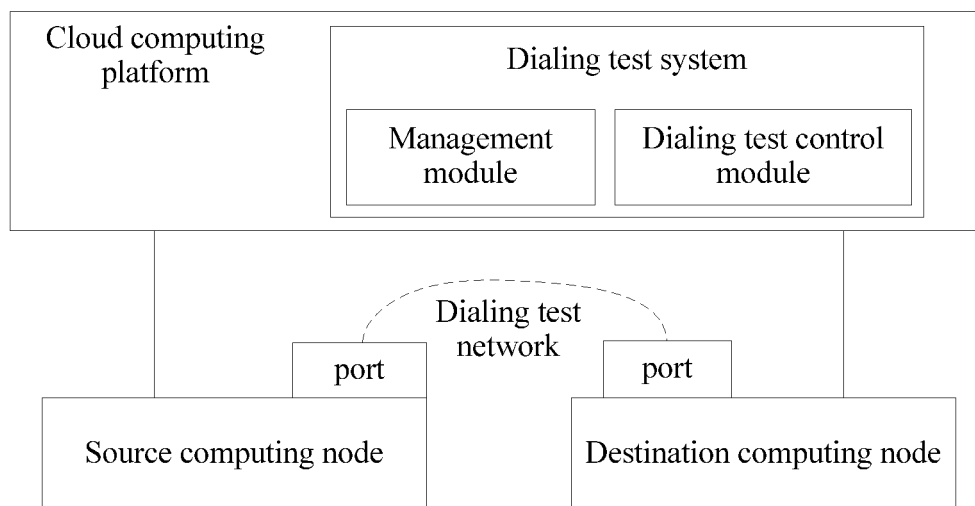 Cloud computing
platform
Dialing test system
Management
module
Dialing test control
module
Dialing test
network
port
port
Source computing node
Destination computing node